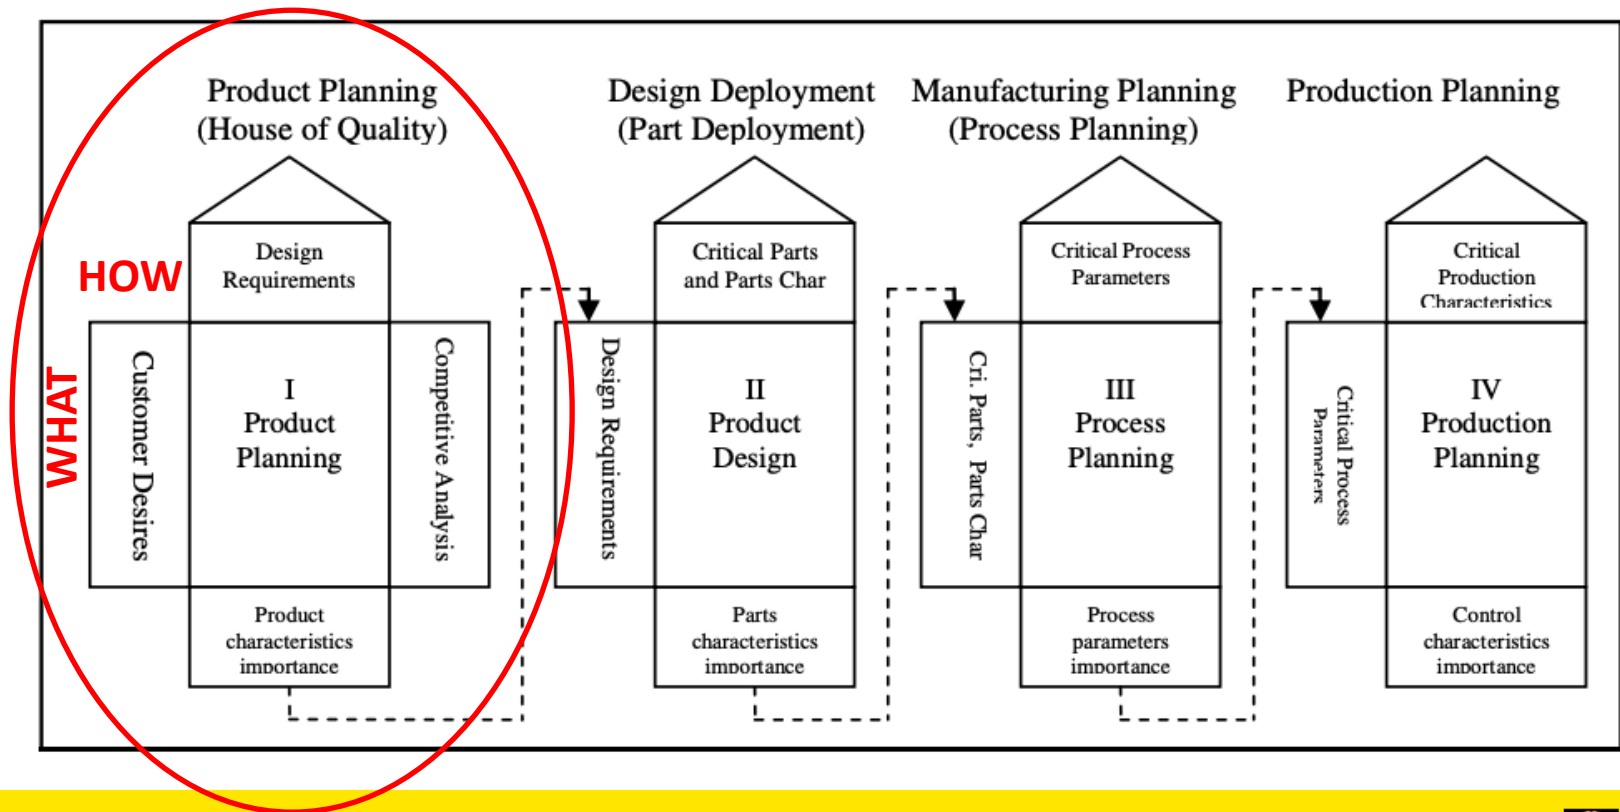 Product Planning
(House of Quality)
Design Deployment
(Part Deployment)
Manufacturing Planning
(Process Planning)
Production Planning
HOW
Design
Requirements
WHAT
Customer Desires
I
Product
Planning
Competitive Analysis
Product
characteristics
importance
Critical Parts
and Parts Char
Design Requirements
II
Product
Design
Parts
characteristics
importance
Critical Process
Parameters
Cri. Parts, Parts Char
III
Process
Planning
Process
parameters
importance
Critical
Production
Characteristics
Critical Process
Parameters
IV
Production
Planning
Control
characteristics
importance